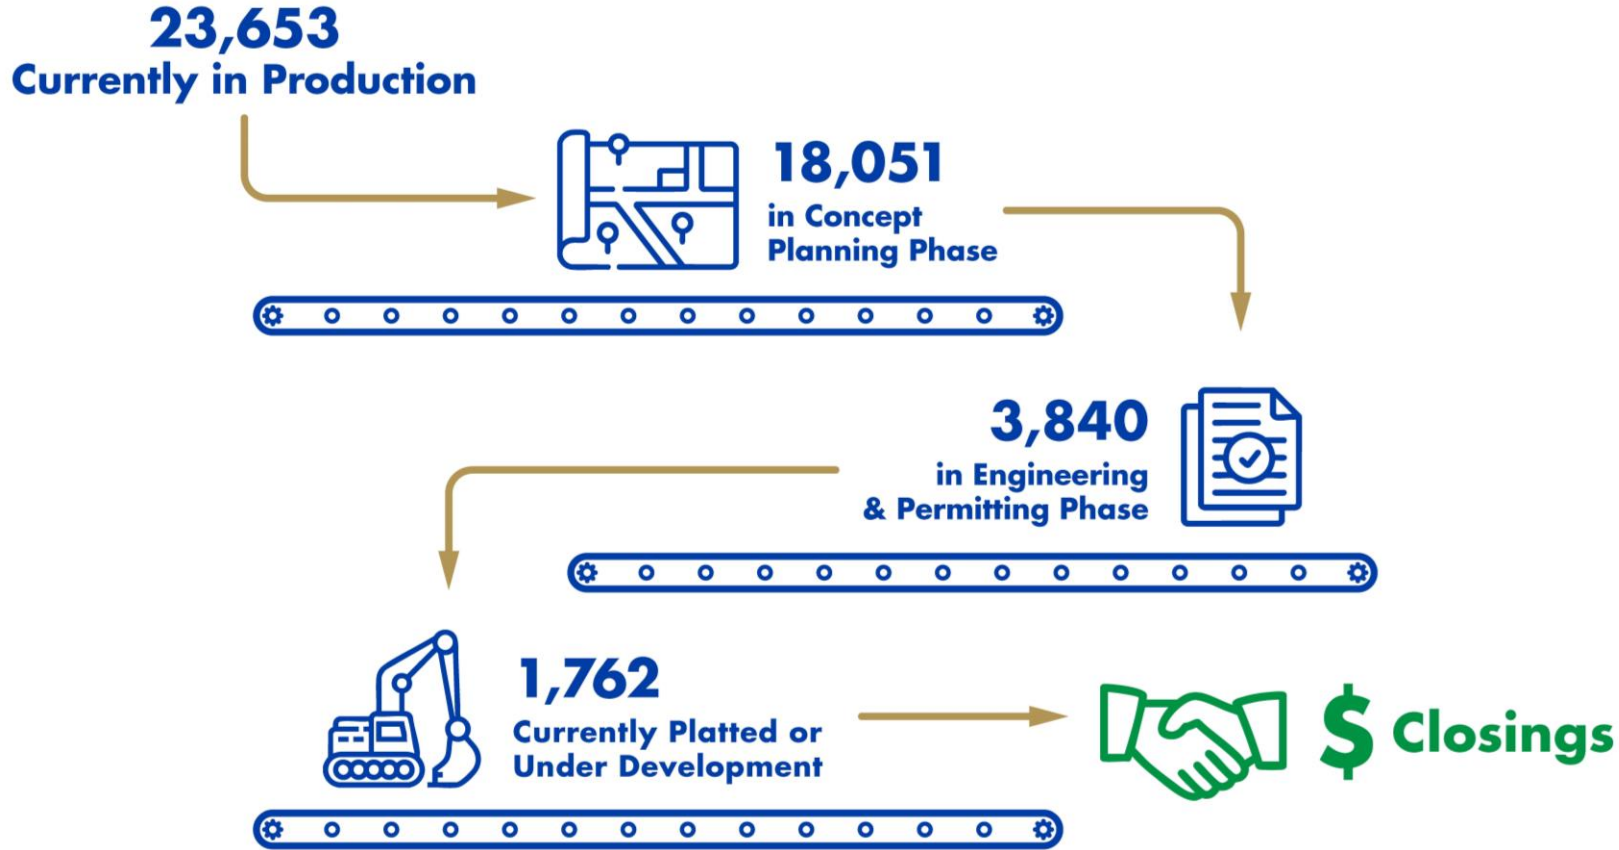 23,653
Currently in Production
18,051
in Concept
Planning Phase
3,840
in Engineering
& Permitting Phase
1,762
Currently Platted or
Under Development
$ Closings